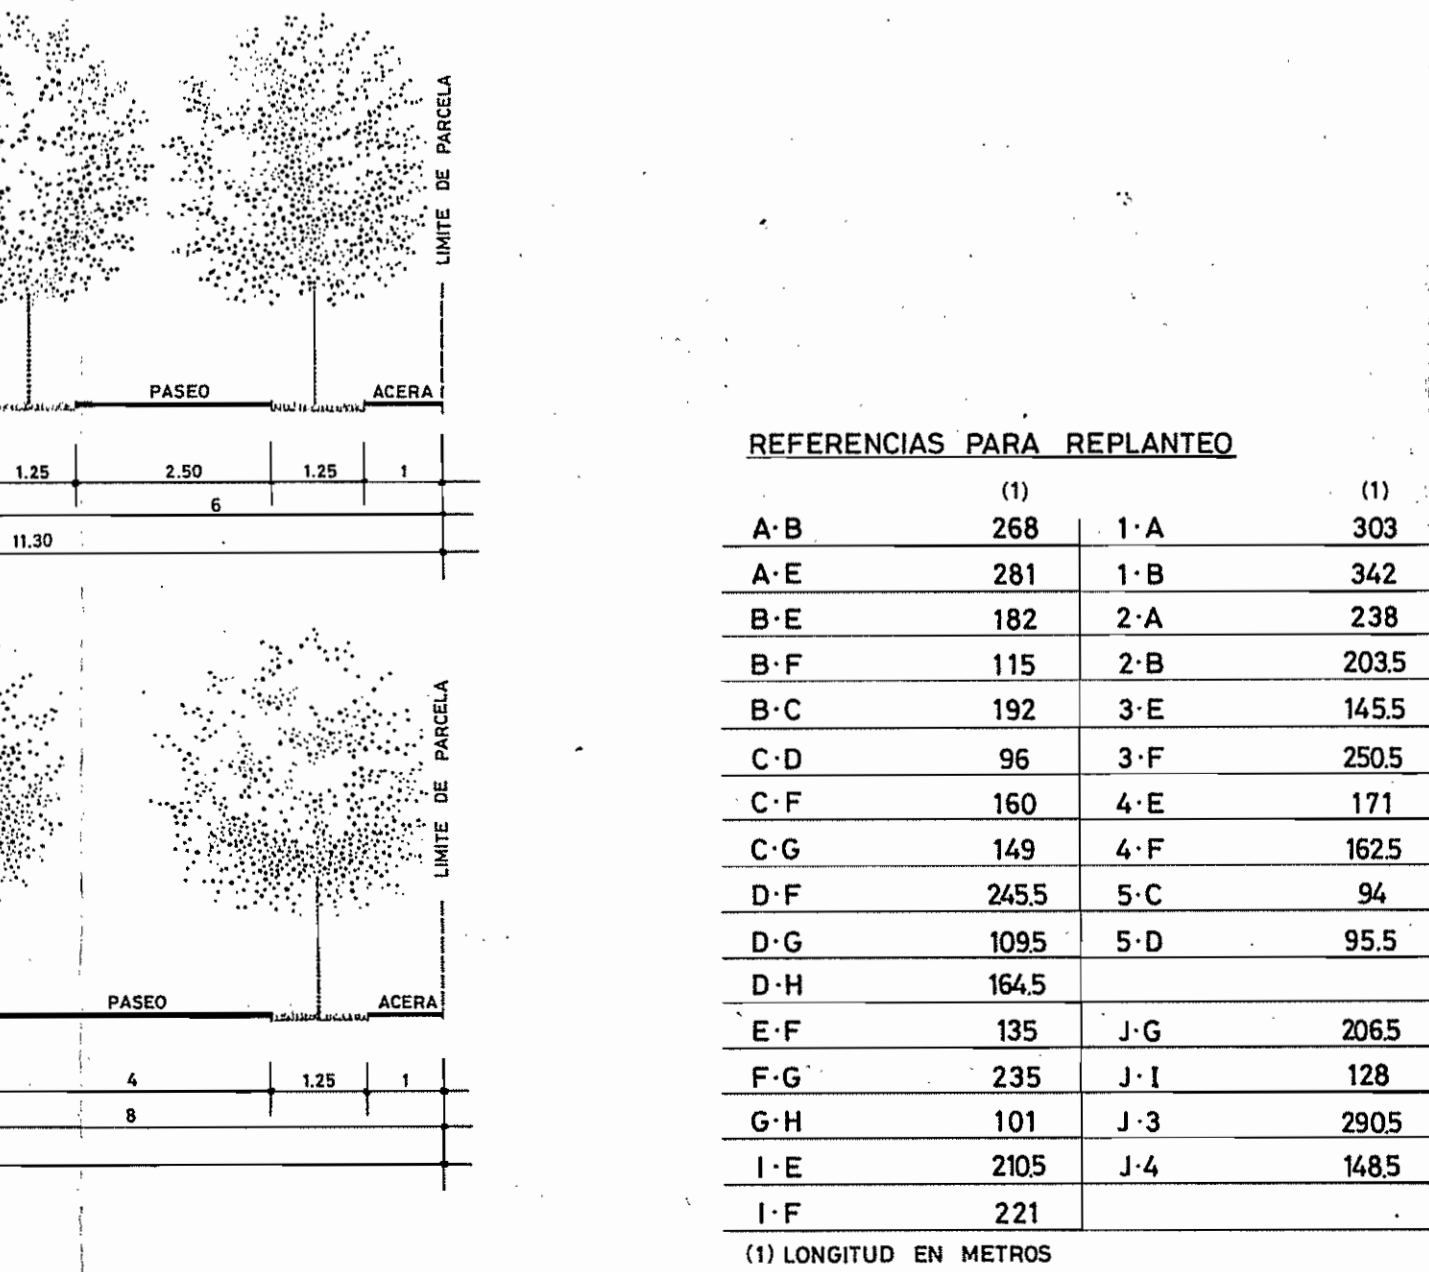 LIMITE DE PARCELA
PASEO ACERA
1.25 2.50 1.25 1
6
11.30
LIMITE DE PARCELA
PASEO ACERA
4 1.25 1
8
REFERENCIAS PARA REPLANTEO
(1) (1)
A·B 268 1·A 303
A·E 281 1·B 342
B·E 182 2·A 238
B·F 115 2·B 203.5
B·C 192 3·E 145.5
C·D 96 3·F 250.5
C·F 160 4·E 171
C·G 149 4·F 162.5
D·F 245.5 5·C 94
D·G 109.5 5·D 95.5
D·H 164.5
E·F 135 J·G 206.5
F·G 235 J·I 128
G·H 101 J·3 290.5
I·E 210.5 J·4 148.5
I·F 221
(1) LONGITUD EN METROS